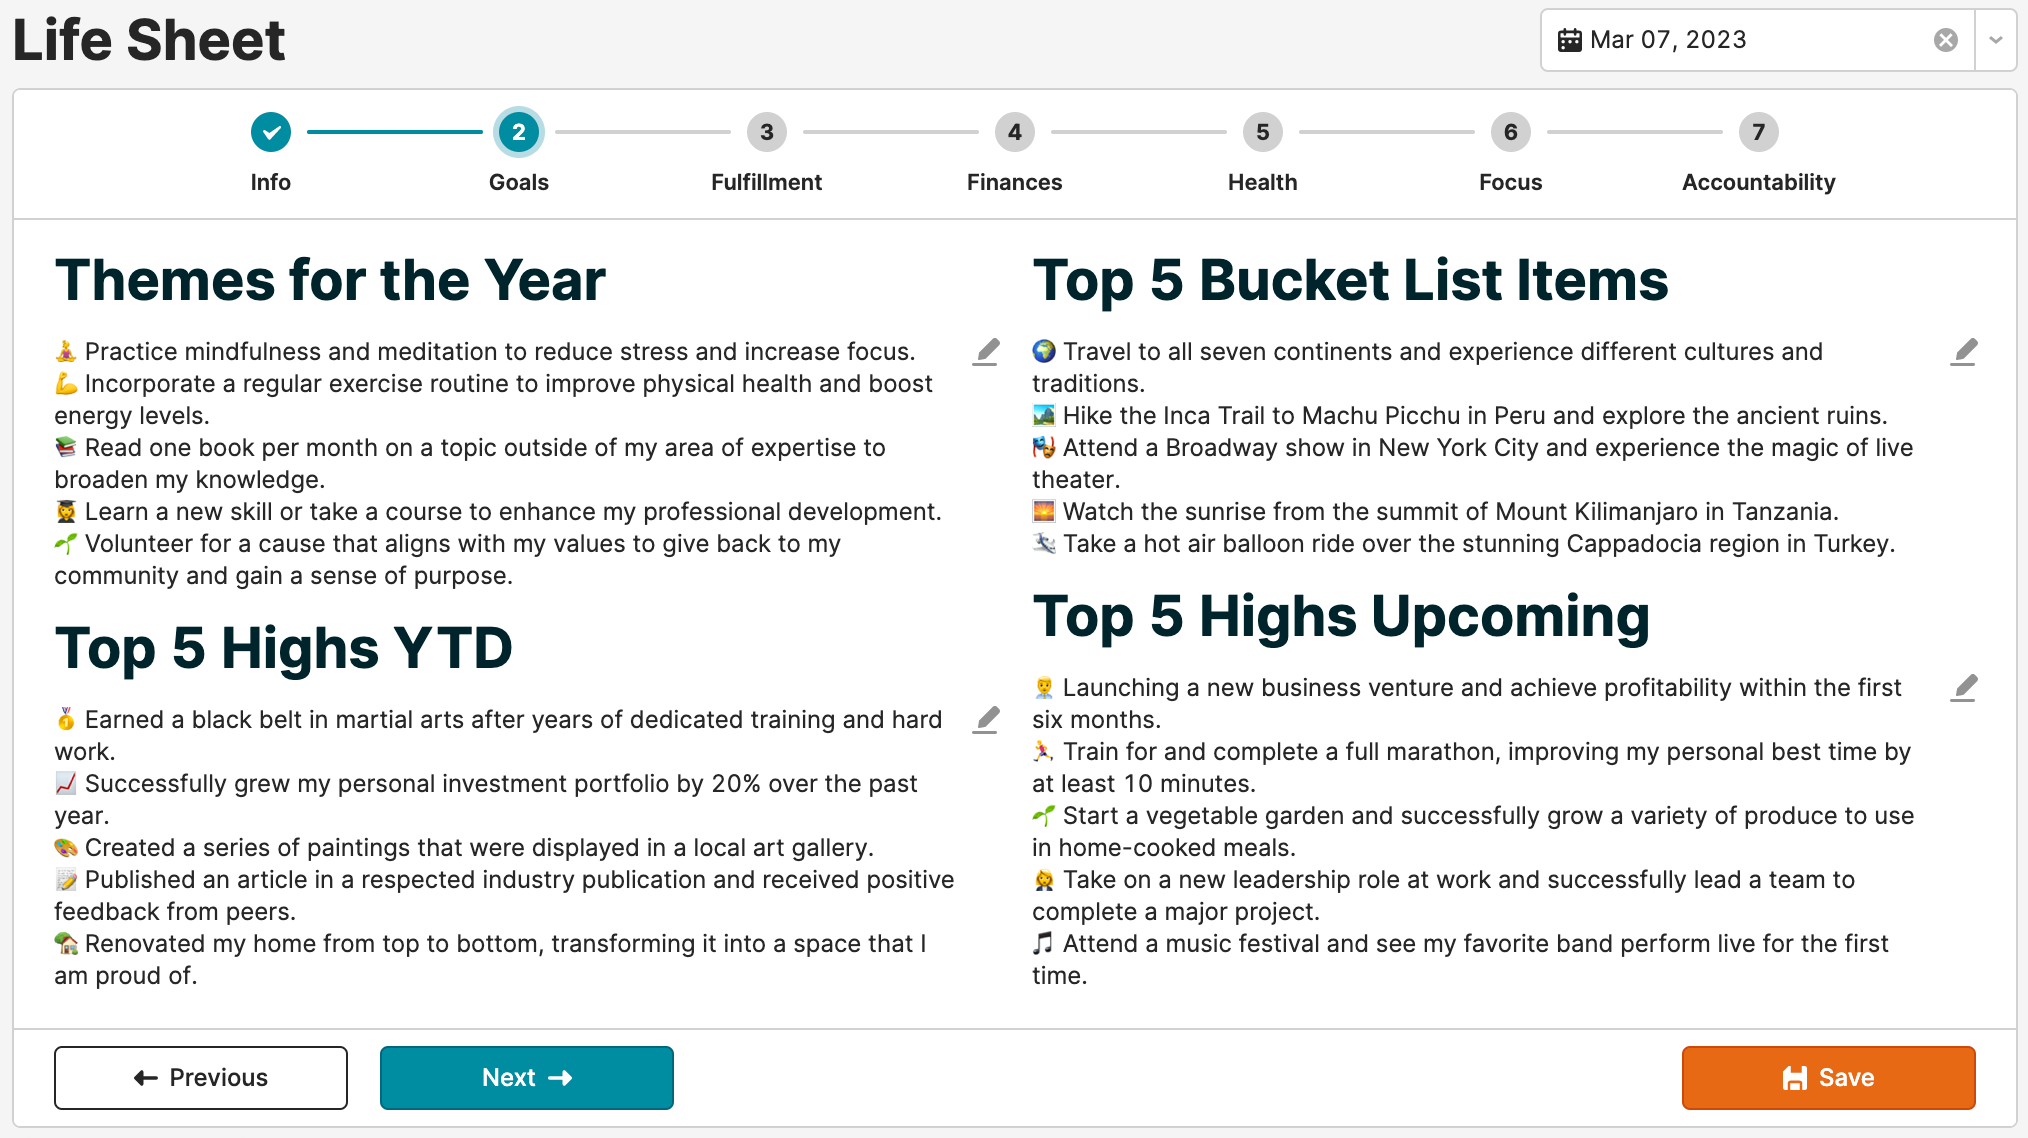 Life Sheet
Mar 07, 2023
2
3
4
5
6
7
Info
Goals
Fulfillment
Finances
Health
Focus
Accountability
Themes for the Year
🧘‍♀️ Practice mindfulness and meditation to reduce stress and increase focus.
💪 Incorporate a regular exercise routine to improve physical health and boost
energy levels.
📚 Read one book per month on a topic outside of my area of expertise to
broaden my knowledge.
👩‍🎓 Learn a new skill or take a course to enhance my professional development.
🌱 Volunteer for a cause that aligns with my values to give back to my
community and gain a sense of purpose.
Top 5 Highs YTD
🥇 Earned a black belt in martial arts after years of dedicated training and hard
work.
📈 Successfully grew my personal investment portfolio by 20% over the past
year.
🎨 Created a series of paintings that were displayed in a local art gallery.
📝 Published an article in a respected industry publication and received positive
feedback from peers.
🏡 Renovated my home from top to bottom, transforming it into a space that I
am proud of.
Top 5 Bucket List Items
🌍 Travel to all seven continents and experience different cultures and
traditions.
🏞️ Hike the Inca Trail to Machu Picchu in Peru and explore the ancient ruins.
🎭 Attend a Broadway show in New York City and experience the magic of live
theater.
🌅 Watch the sunrise from the summit of Mount Kilimanjaro in Tanzania.
🛩️ Take a hot air balloon ride over the stunning Cappadocia region in Turkey.
Top 5 Highs Upcoming
👨‍💼 Launching a new business venture and achieve profitability within the first
six months.
🏃‍♀️ Train for and complete a full marathon, improving my personal best time by
at least 10 minutes.
🌱 Start a vegetable garden and successfully grow a variety of produce to use
in home-cooked meals.
👩‍💼 Take on a new leadership role at work and successfully lead a team to
complete a major project.
🎵 Attend a music festival and see my favorite band perform live for the first
time.
← Previous
Next →
Save